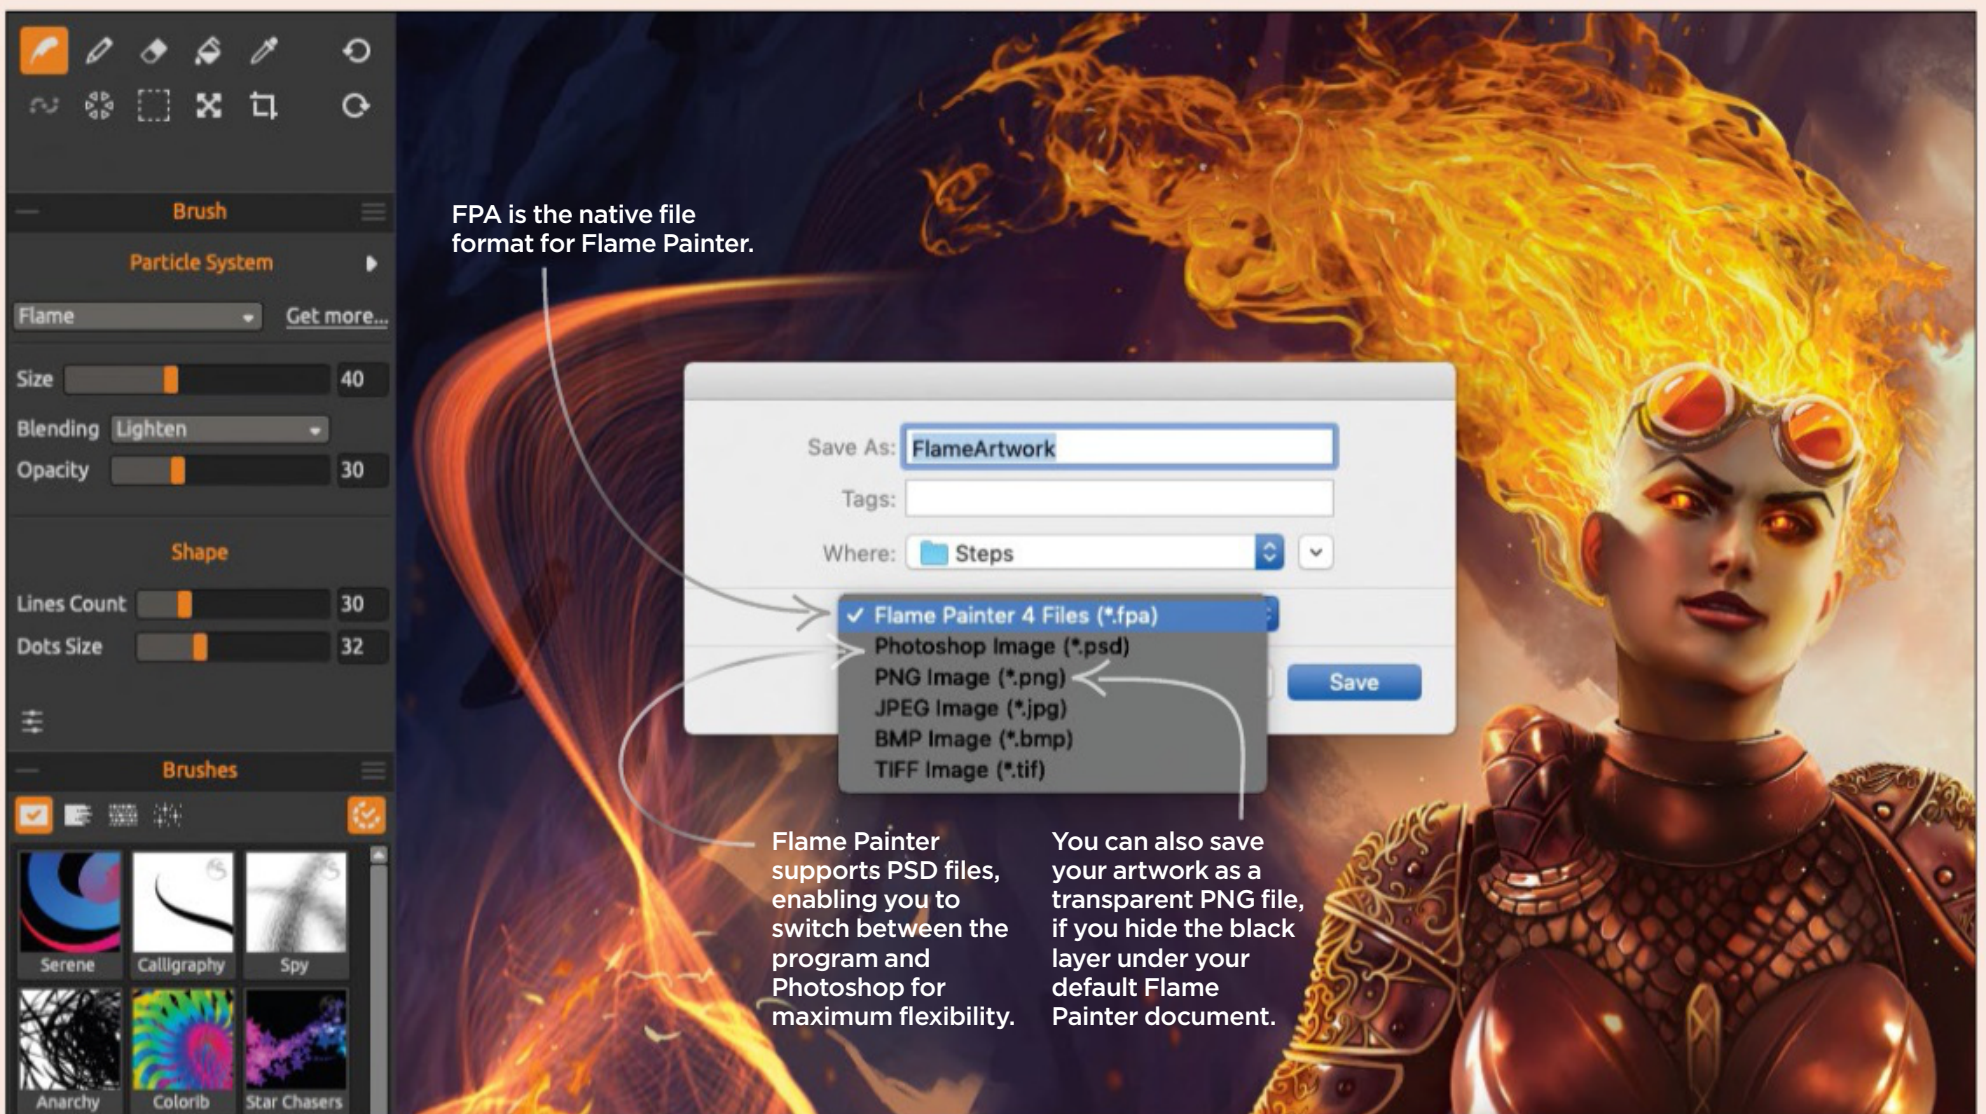 Brush
Particle System
Flame
Get more...
Size
40
Blending
Lighten
Opacity
30
Shape
Lines Count
30
Dots Size
32
Brushes
Serene
Calligraphy
Spy
Anarchy
Colorib
Star Chasers
FPA is the native file
format for Flame Painter.
Save As:
FlameArtwork
Tags:
Where:
Steps
✓ Flame Painter 4 Files (*.fpa)
Photoshop Image (*.psd)
PNG Image (*.png)
JPEG Image (*.jpg)
BMP Image (*.bmp)
TIFF Image (*.tif)
Save
Flame Painter
supports PSD files,
enabling you to
switch between the
program and
Photoshop for
maximum flexibility.
You can also save
your artwork as a
transparent PNG file,
if you hide the black
layer under your
default Flame
Painter document.